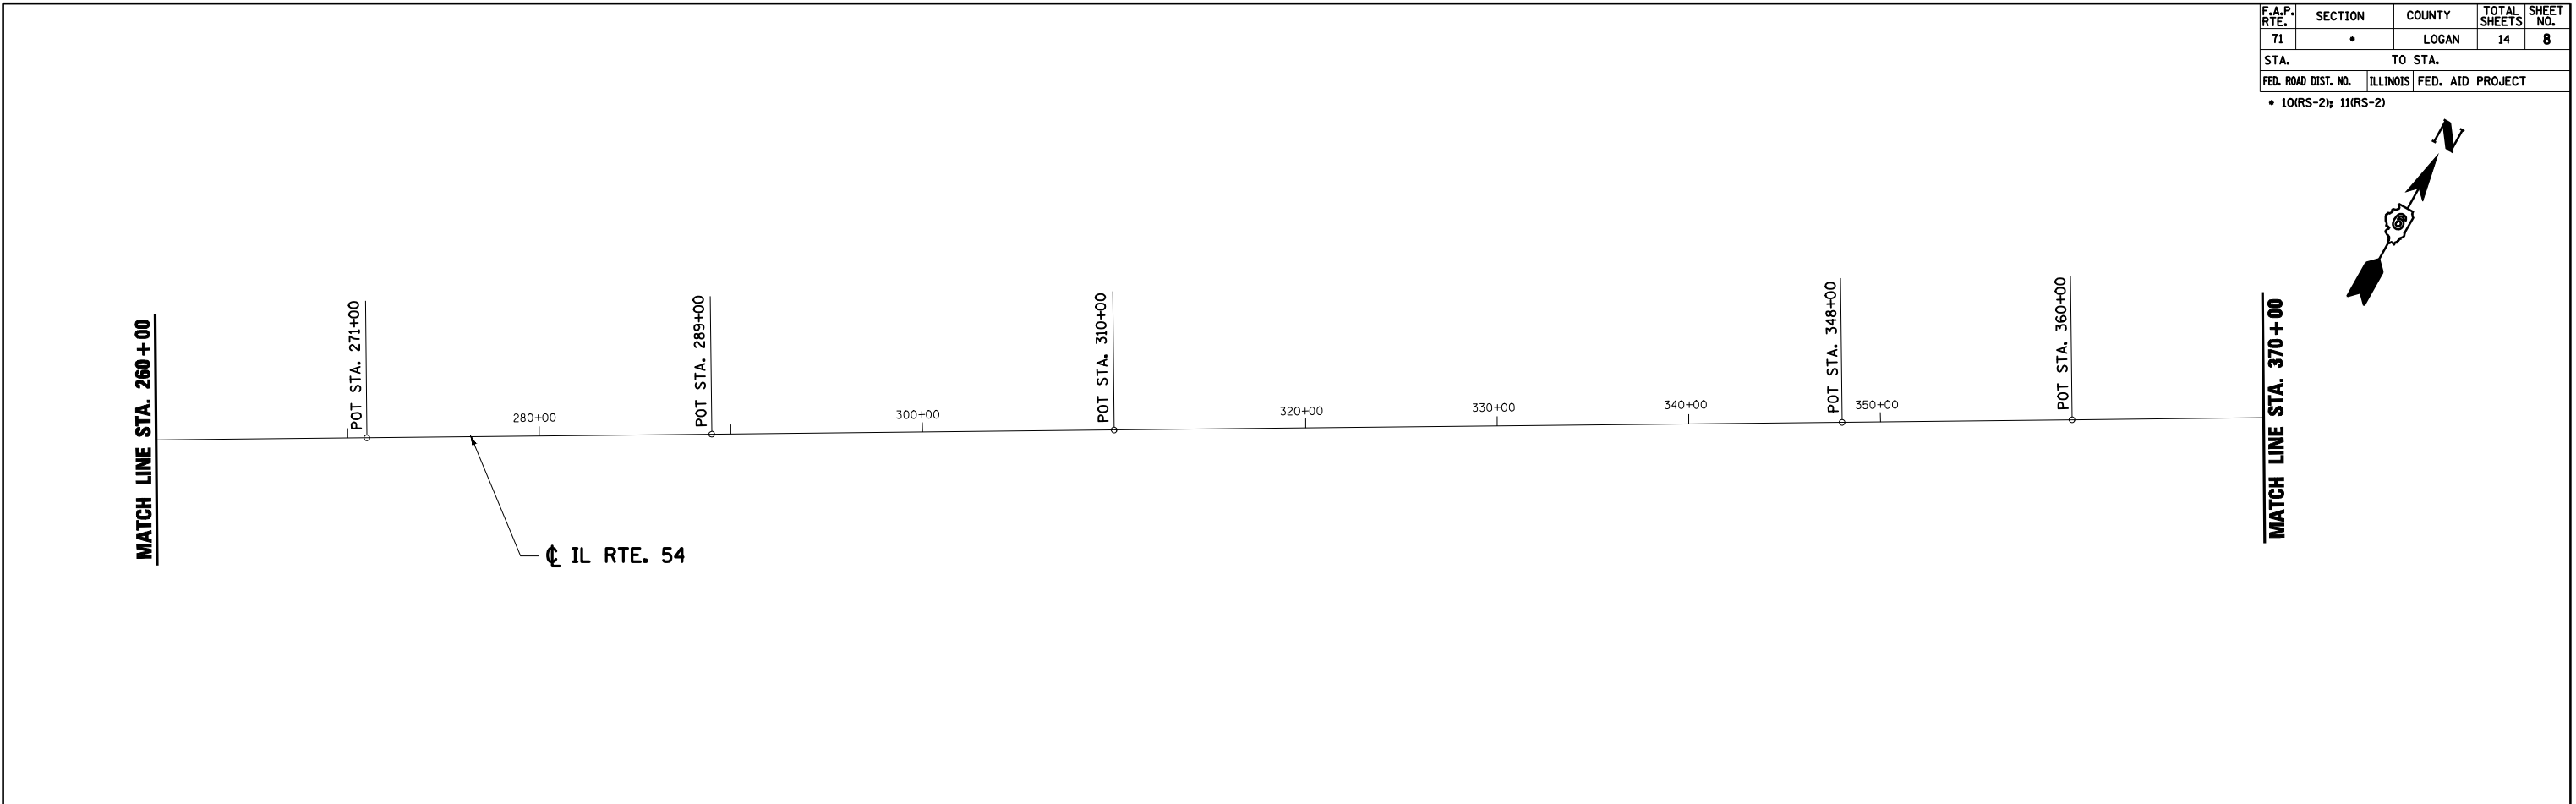 F.A.P. RTE. SECTION COUNTY TOTAL SHEETS SHEET NO.
71 * LOGAN 14 8
STA. TO STA.
FED. ROAD DIST. NO. ILLINOIS FED. AID PROJECT
* 10(RS-2); 11(RS-2)
N
6
MATCH LINE STA. 260+00
POT STA. 271+00
280+00
POT STA. 289+00
300+00
POT STA. 310+00
320+00
330+00
340+00
POT STA. 348+00
350+00
POT STA. 360+00
MATCH LINE STA. 370+00
℄ IL RTE. 54